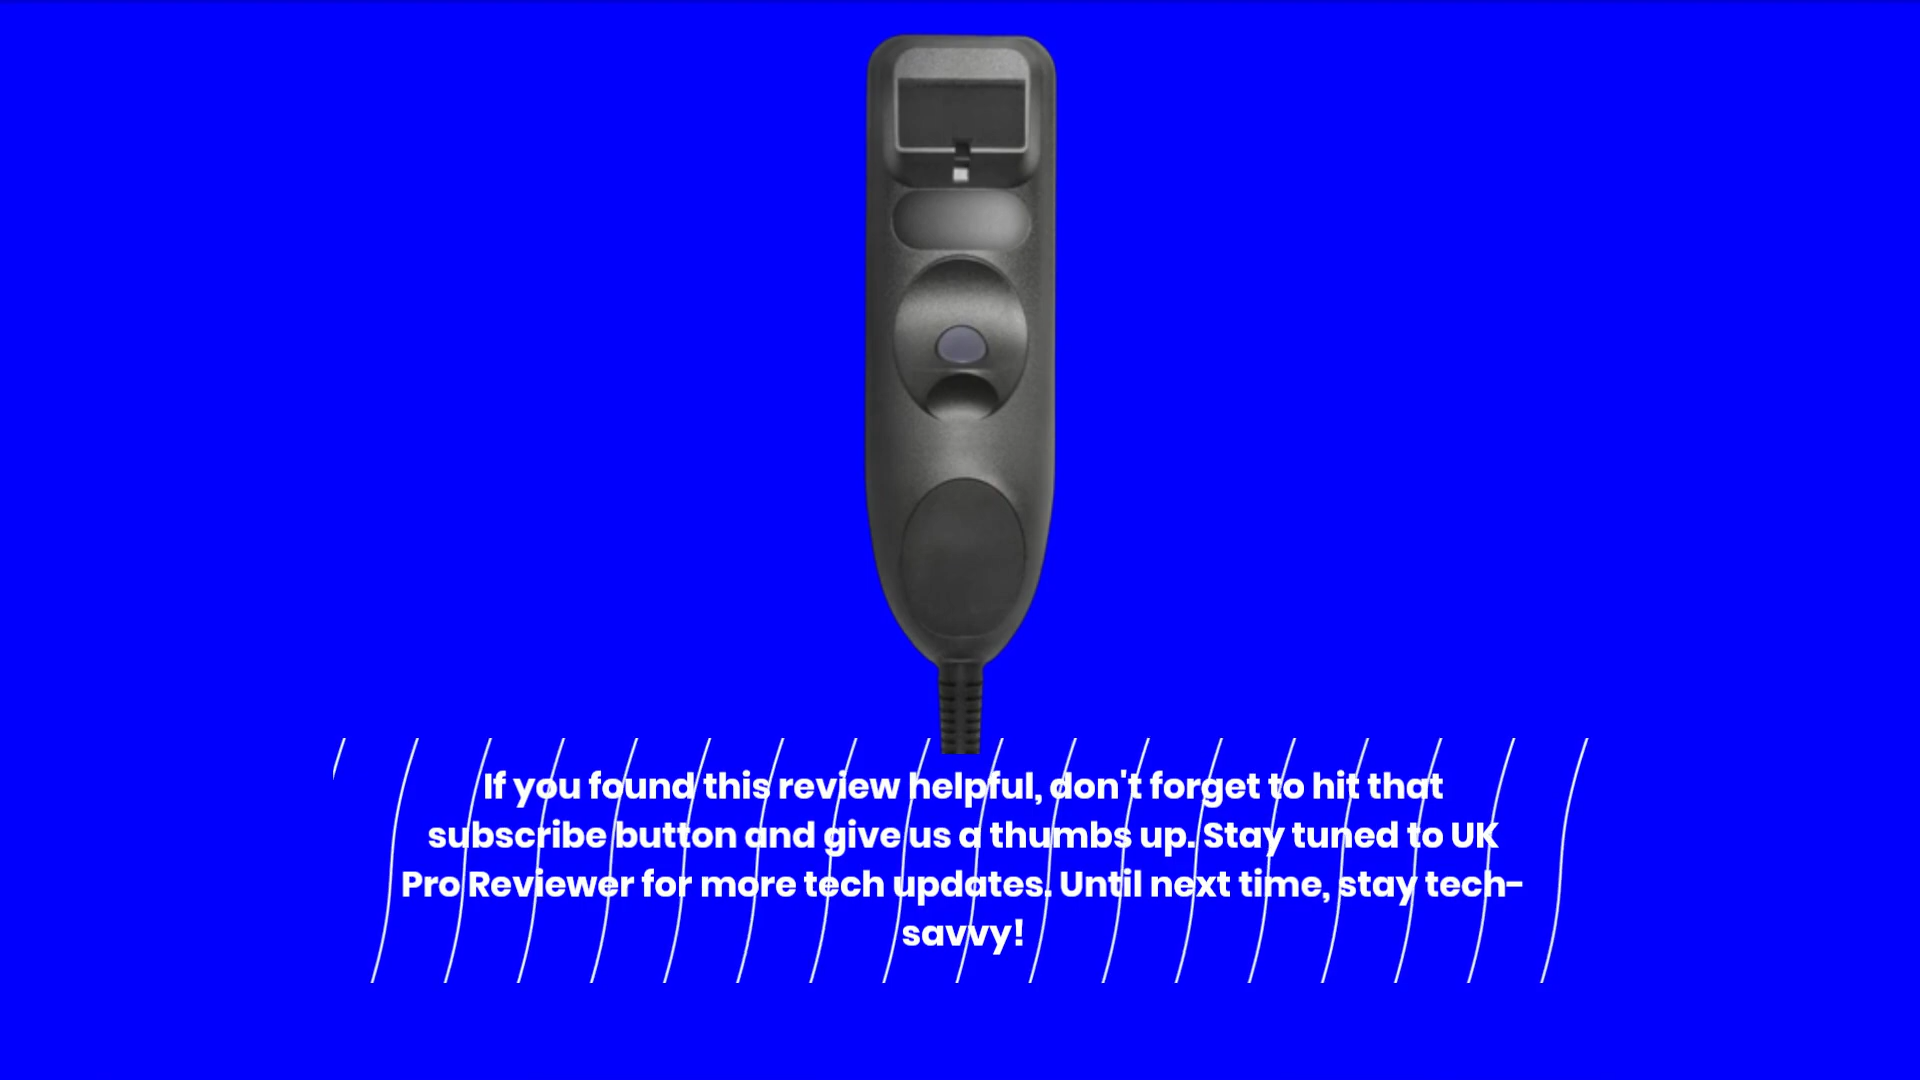 If you found this review helpful, don't forget to hit that
subscribe button and give us a thumbs up. Stay tuned to UK
Pro Reviewer for more tech updates. Until next time, stay tech-
savvy!